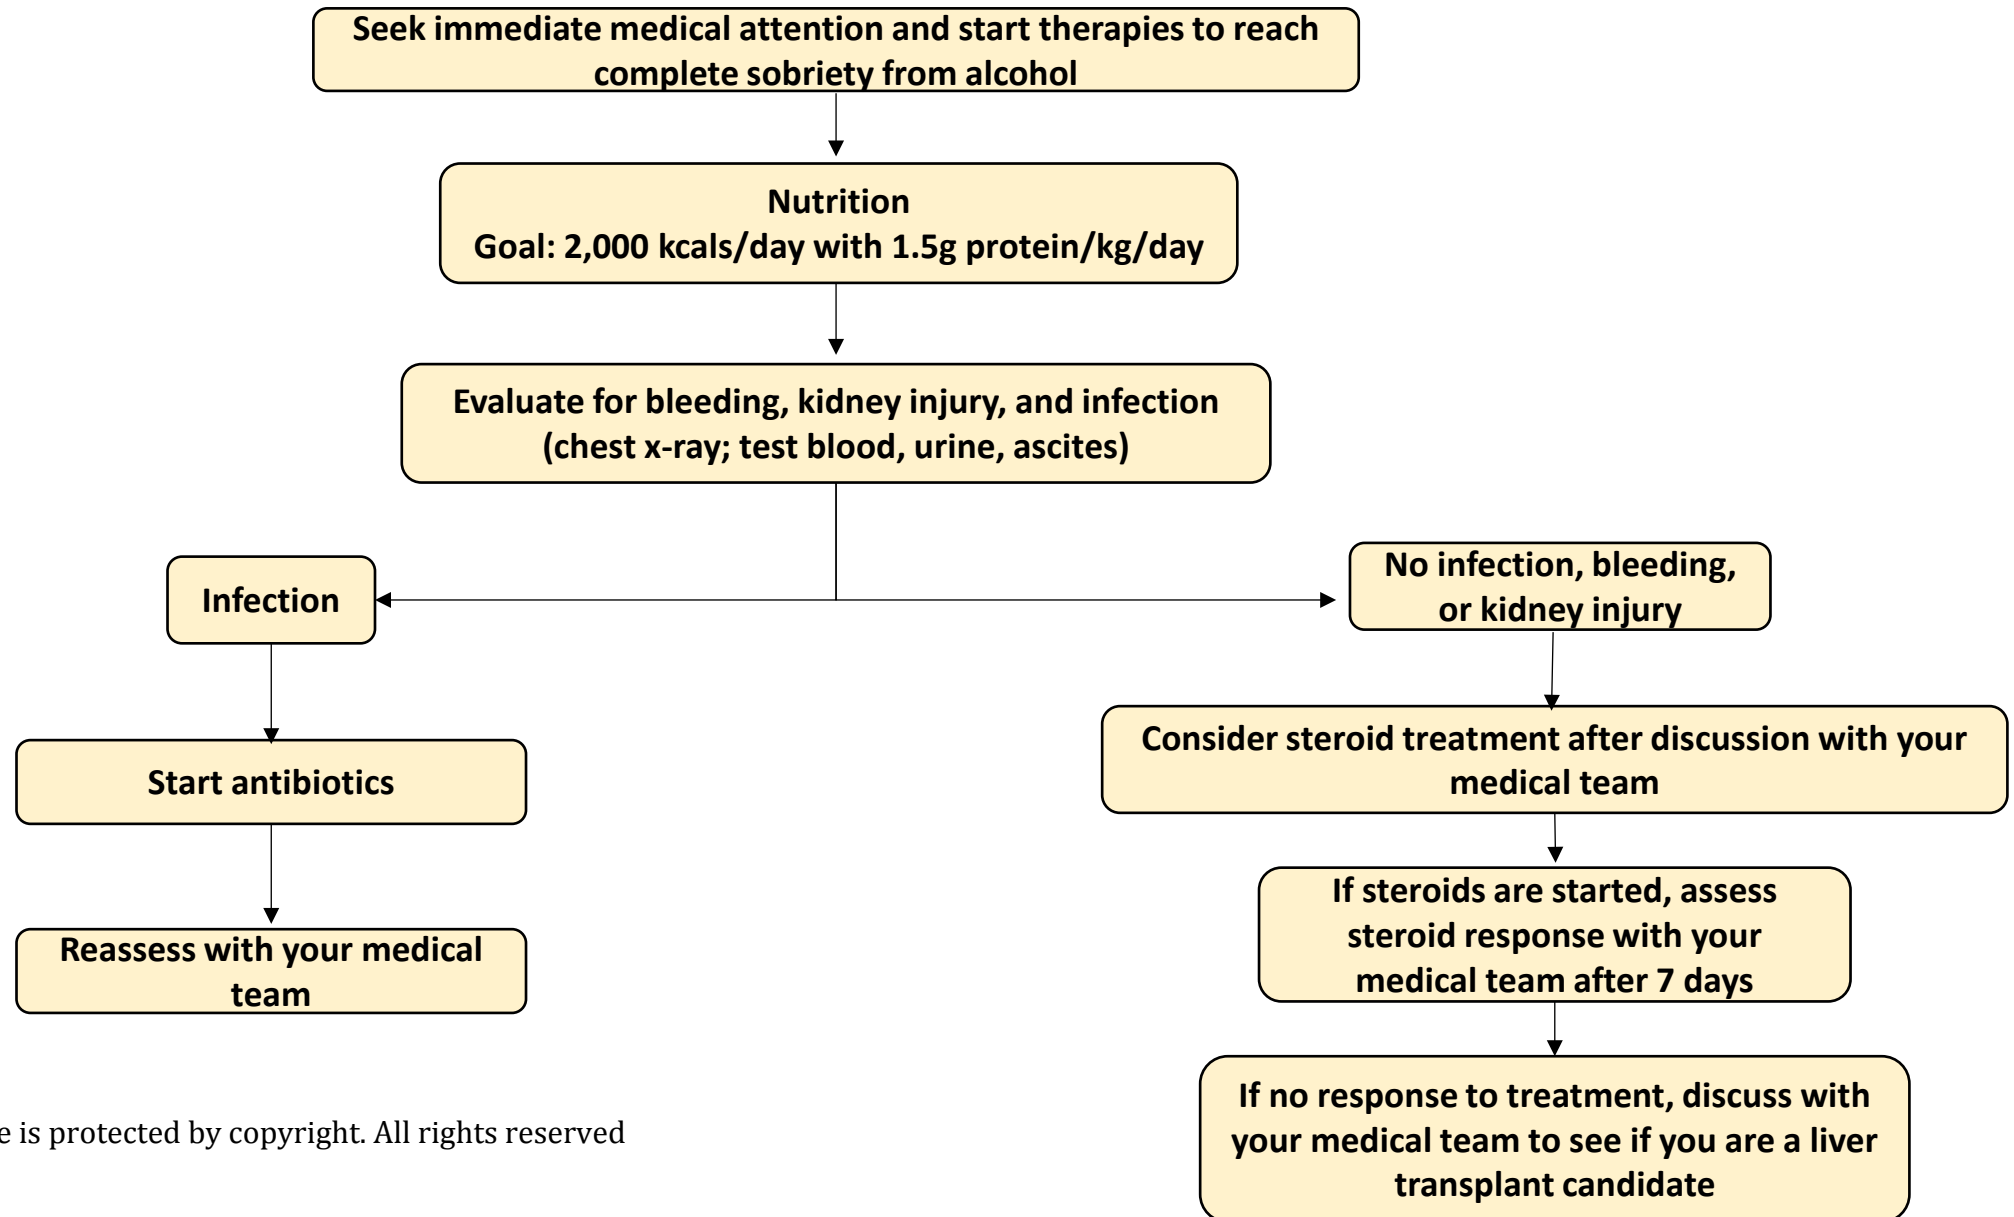 Seek immediate medical attention and start therapies to reach
complete sobriety from alcohol
Nutrition
Goal: 2,000 kcals/day with 1.5g protein/kg/day
Evaluate for bleeding, kidney injury, and infection
(chest x-ray; test blood, urine, ascites)
Infection
No infection, bleeding,
or kidney injury
Start antibiotics
Consider steroid treatment after discussion with your
medical team
Reassess with your medical
team
If steroids are started, assess
steroid response with your
medical team after 7 days
If no response to treatment, discuss with
your medical team to see if you are a liver
transplant candidate
is protected by copyright. All rights reserved